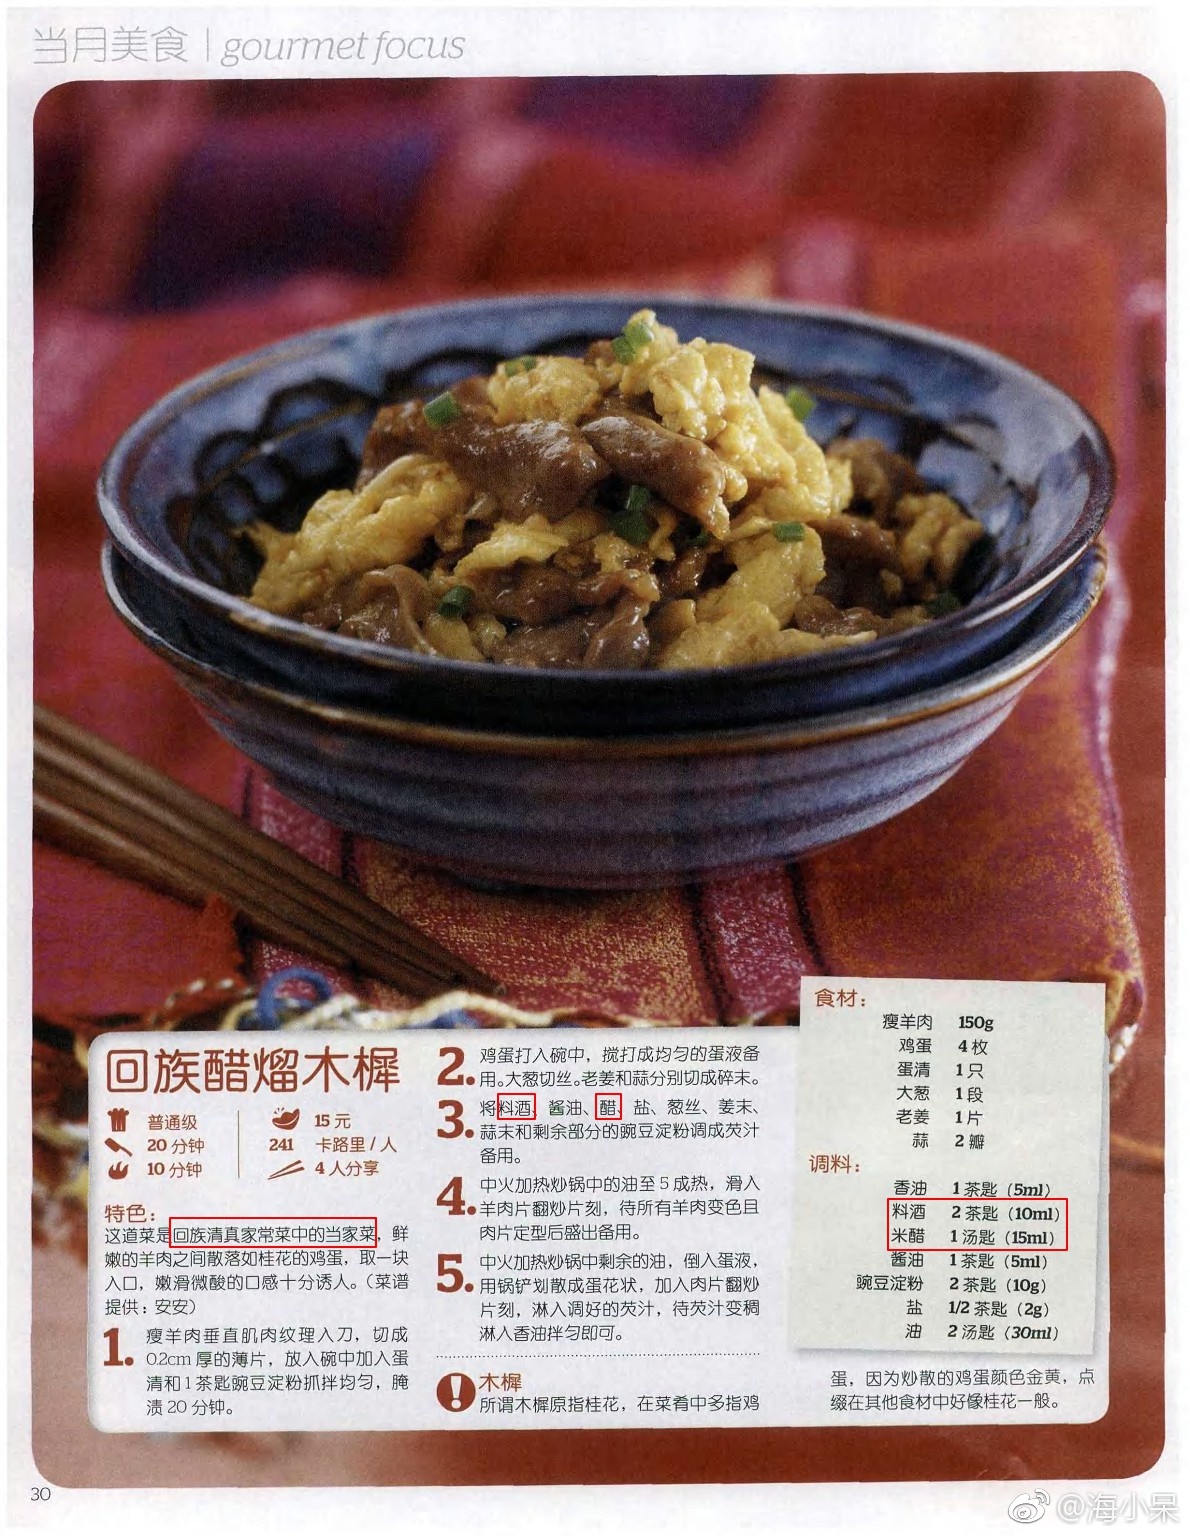 当月美食 | gourmet focus
回族醋熘木樨
普通级
20 分钟
10 分钟
15 元
241 卡路里 / 人
4 人分享
特色：
这道菜是回族清真家常菜中的当家菜，鲜
嫩的羊肉之间散落如桂花的鸡蛋，取一块
入口，嫩滑微酸的口感十分诱人。（菜谱
提供：安安）
1. 瘦羊肉垂直肌肉纹理入刀，切成
0.2cm 厚的薄片，放入碗中加入蛋
清和 1 茶匙豌豆淀粉抓拌均匀，腌
渍 20 分钟。
2. 鸡蛋打入碗中，搅打成均匀的蛋液备
用。大葱切丝。老姜和蒜分别切成碎末。
3. 将料酒、酱油、醋、盐、葱丝、姜末、
蒜末和剩余部分的豌豆淀粉调成芡汁
备用。
4. 中火加热炒锅中的油至 5 成热，滑入
羊肉片翻炒片刻，待所有羊肉变色且
肉片定型后盛出备用。
5. 中火加热炒锅中剩余的油，倒入蛋液，
用锅铲划散成蛋花状，加入肉片翻炒
片刻，淋入调好的芡汁，待芡汁变稠
淋入香油拌匀即可。
! 木樨
所谓木樨原指桂花，在菜肴中多指鸡
蛋，因为炒散的鸡蛋颜色金黄，点
缀在其他食材中好像桂花一般。
食材：
瘦羊肉 150g
鸡蛋 4 枚
蛋清 1 只
大葱 1 段
老姜 1 片
蒜 2 瓣
调料：
香油 1 茶匙（5ml）
料酒 2 茶匙（10ml）
米醋 1 汤匙（15ml）
酱油 1 茶匙（5ml）
豌豆淀粉 2 茶匙（10g）
盐 1/2 茶匙（2g）
油 2 汤匙（30ml）
30
@海小呆